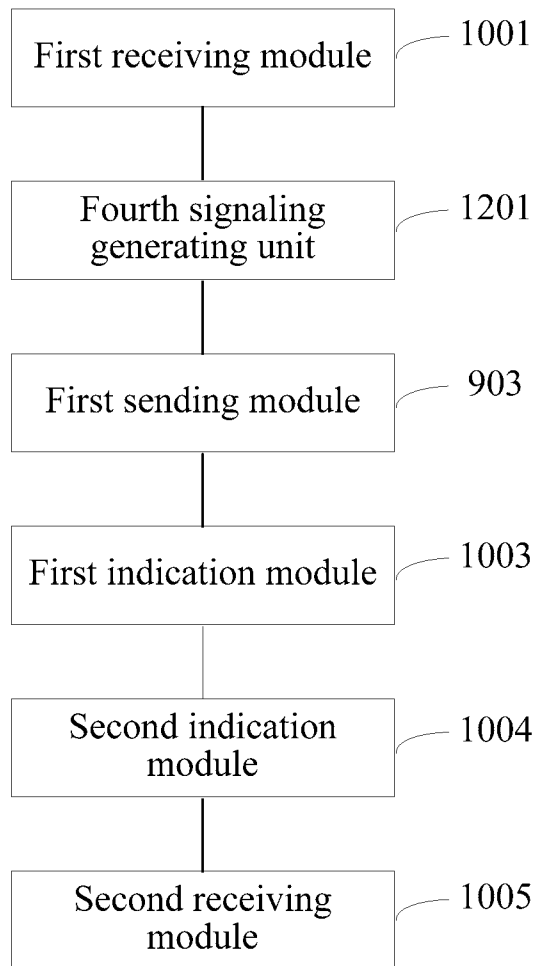 First receiving module
1001
Fourth signaling
generating unit
1201
First sending module
903
First indication module
1003
Second indication
module
1004
Second receiving
module
1005